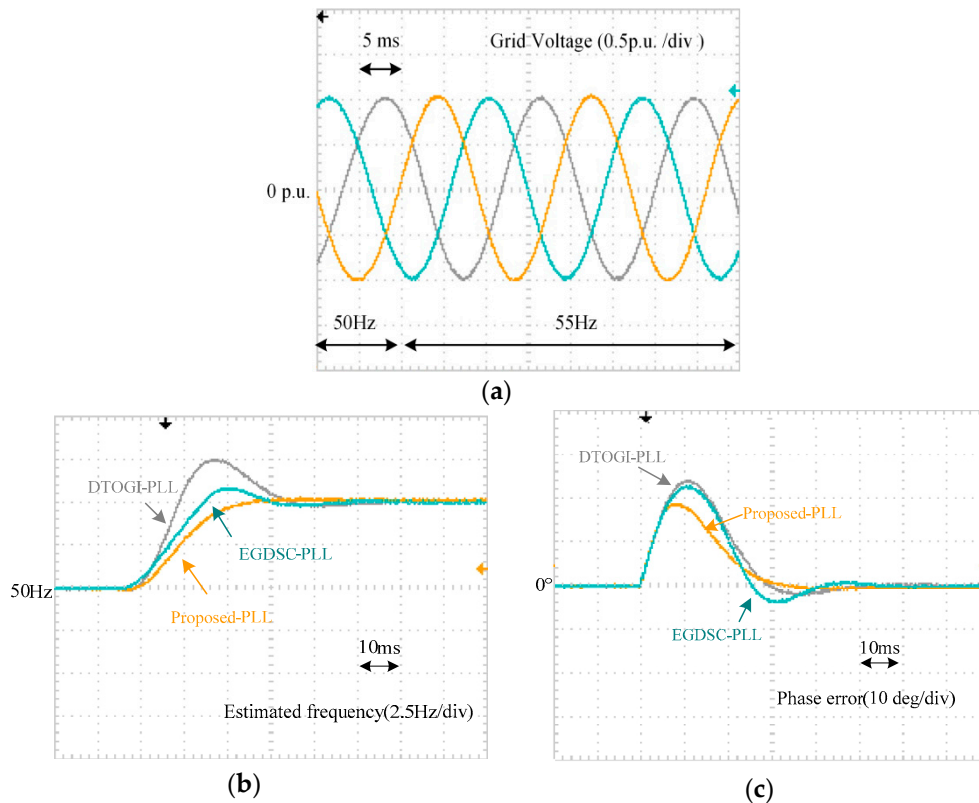 5 ms
Grid Voltage (0.5p.u. /div )
0 p.u.
50Hz
55Hz
(a)
DTOGI-PLL
EGDSC-PLL
50Hz
Proposed-PLL
10ms
Estimated frequency(2.5Hz/div)
(b)
DTOGI-PLL
Proposed-PLL
0°
EGDSC-PLL
10ms
Phase error(10 deg/div)
(c)